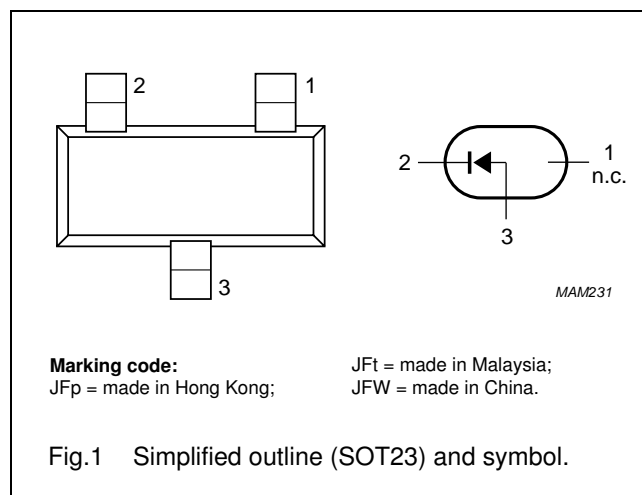 2
1
3
2
1
n.c.
3
MAM231
Marking code:
JFp = made in Hong Kong;
JFt = made in Malaysia;
JFW = made in China.
Fig.1 Simplified outline (SOT23) and symbol.